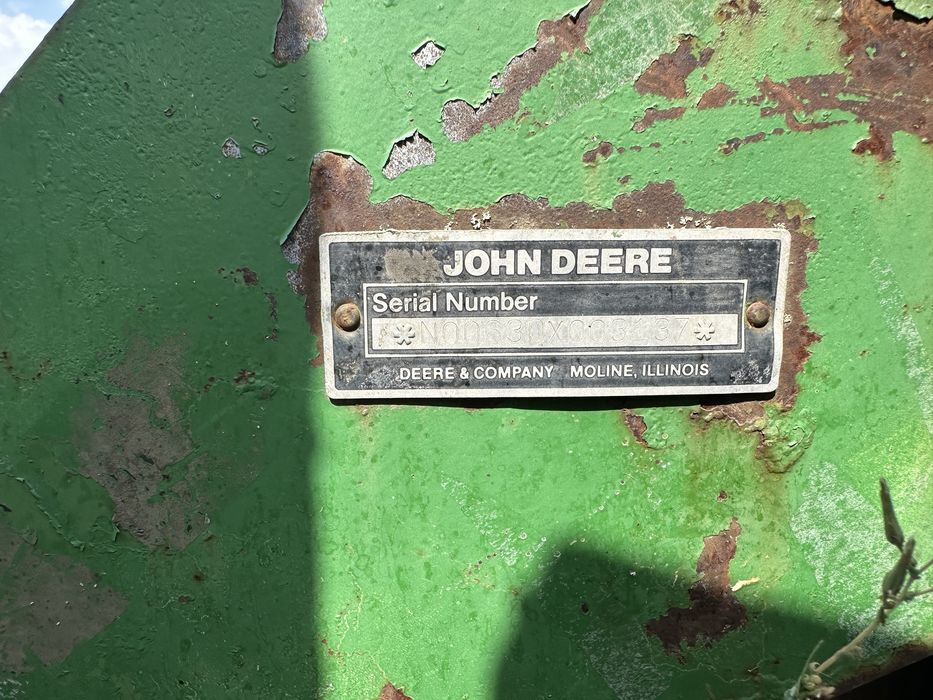 JOHN DEERE
Serial Number
DEERE & COMPANY MOLINE, ILLINOIS